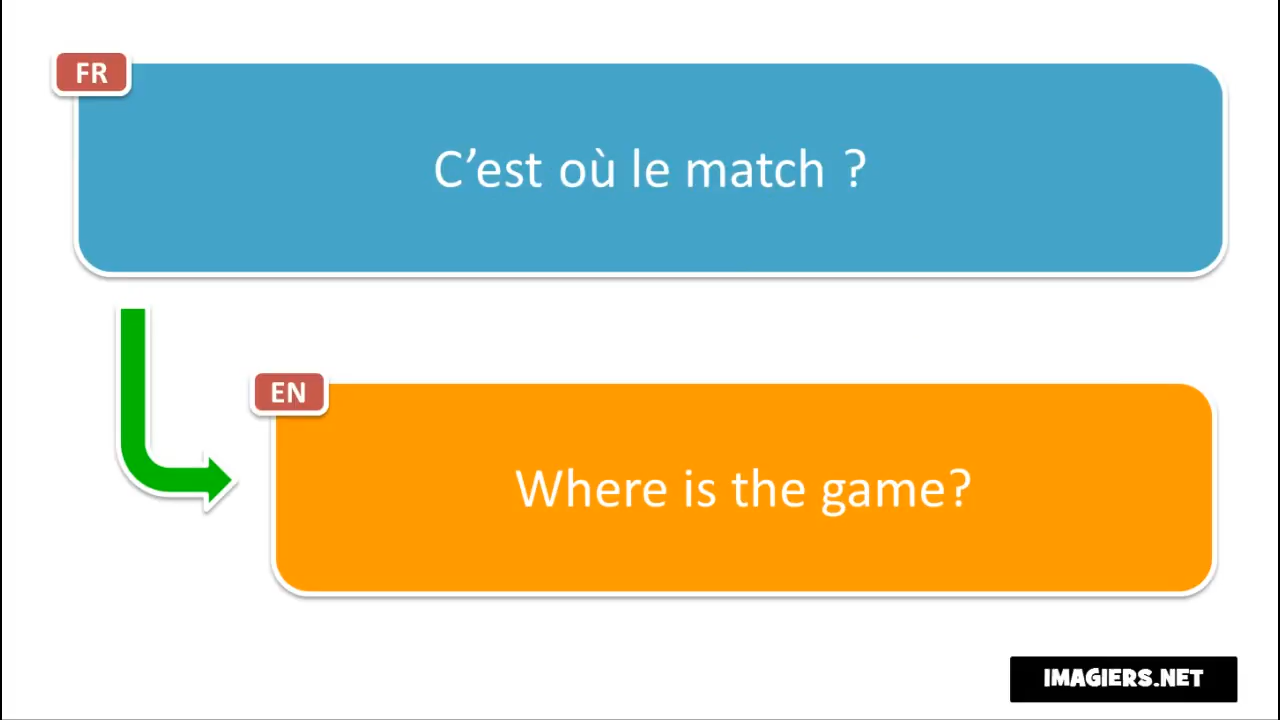 FR
C’est où le match ?
EN
Where is the game?
IMAGIERS.NET